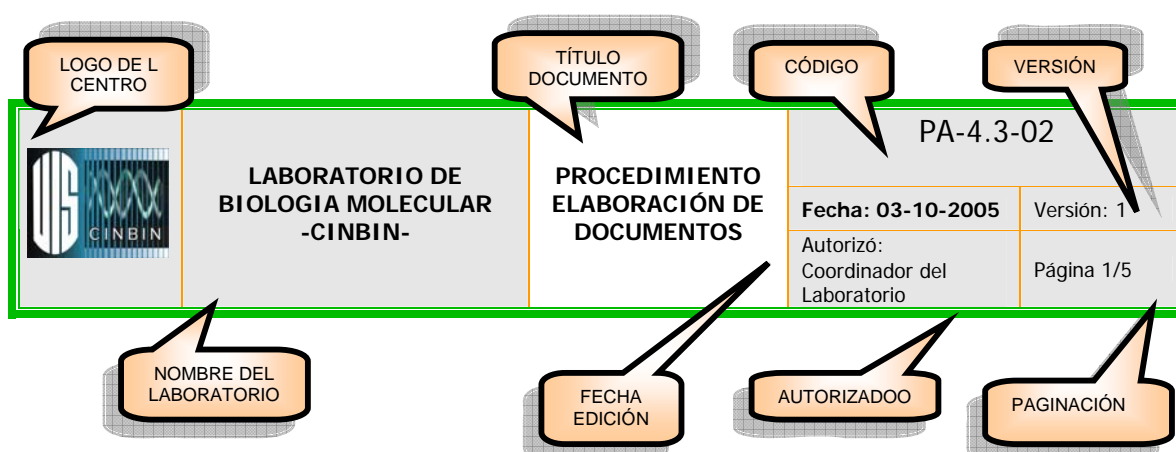 LOGO DE L
CENTRO
TÍTULO
DOCUMENTO
CÓDIGO
VERSIÓN
UIS
CINBIN
LABORATORIO DE
BIOLOGIA MOLECULAR
-CINBIN-
PROCEDIMIENTO
ELABORACIÓN DE
DOCUMENTOS
PA-4.3-02
Fecha: 03-10-2005
Versión: 1
Autorizó:
Coordinador del
Laboratorio
Página 1/5
NOMBRE DEL
LABORATORIO
FECHA
EDICIÓN
AUTORIZADOO
PAGINACIÓN